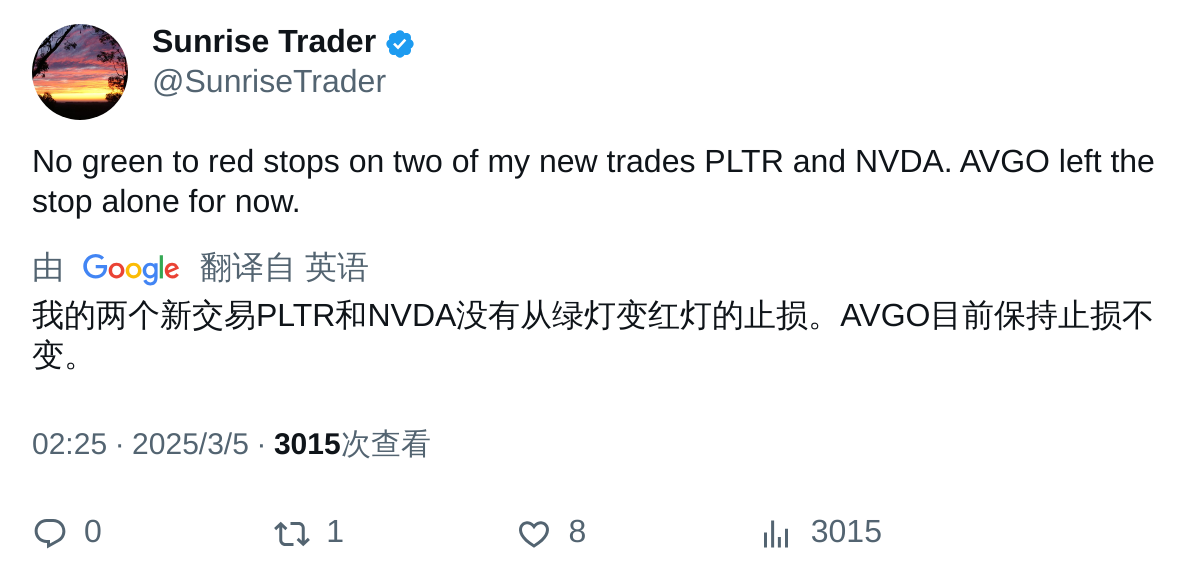 Sunrise Trader
@SunriseTrader
No green to red stops on two of my new trades PLTR and NVDA. AVGO left the
stop alone for now.
由 Google 翻译自 英语
我的两个新交易PLTR和NVDA没有从绿灯变红灯的止损。AVGO目前保持止损不
变。
02:25 · 2025/3/5 · 3015次查看
0 1 8 3015